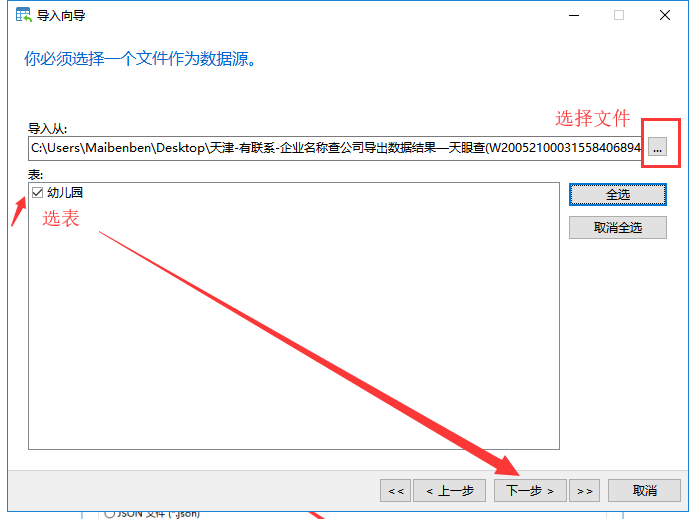 导入向导
你必须选择一个文件作为数据源。
选择文件
导入从:
C:\Users\Maibenben\Desktop\天津-有联系-企业名称查公司导出数据结果—天眼查(W20052100031558406894
...
表:
幼儿园
全选
选表
取消全选
<<
< 上一步
下一步 >
>>
取消
JSON 文件 (*.json)